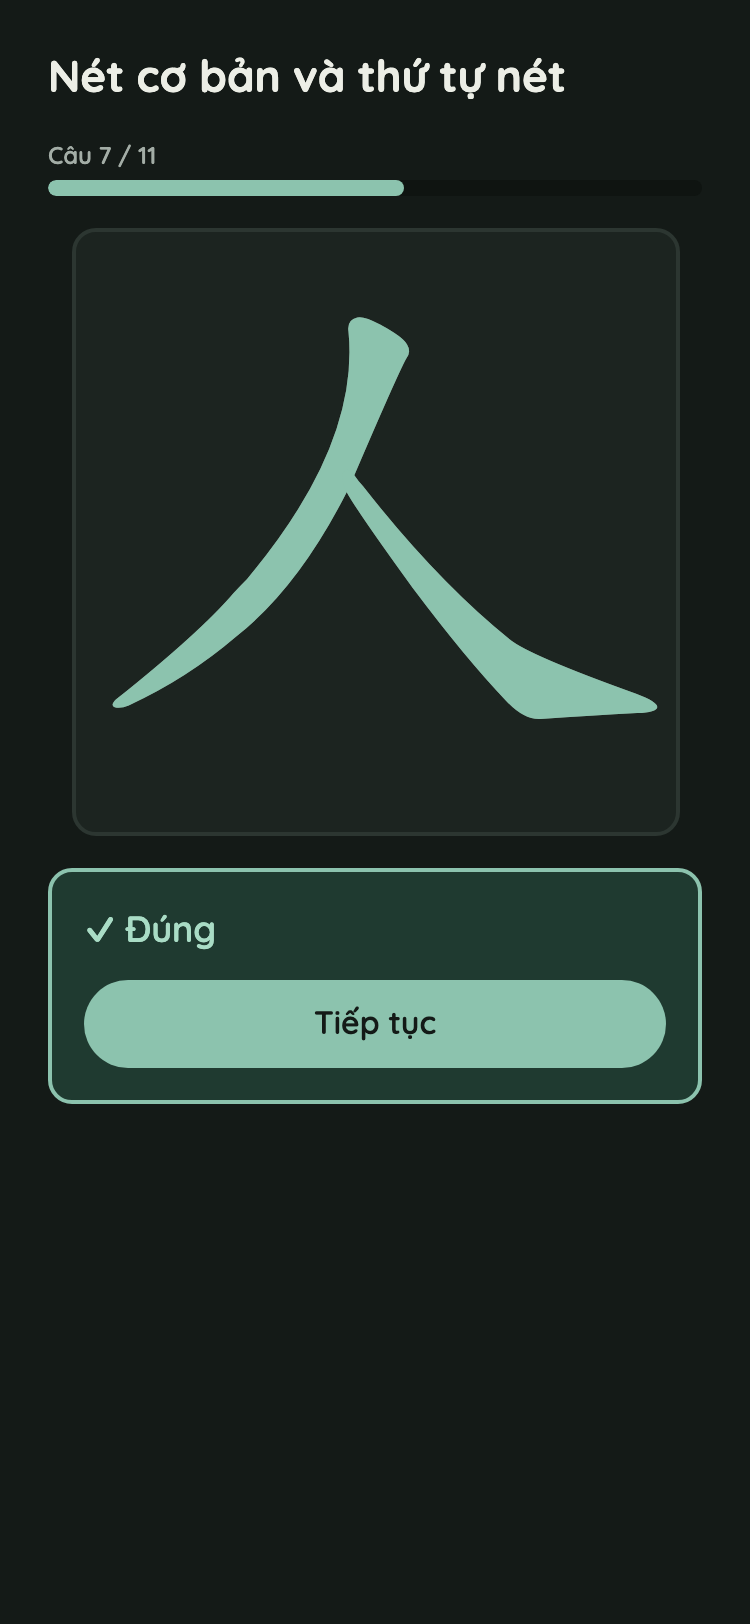 Nét cơ bản và thứ tự nét
Câu 7 / 11
人
✓ Đúng
Tiếp tục